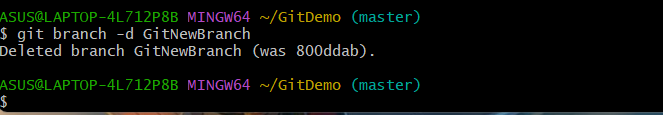 ASUS@LAPTOP-4L712P8B MINGW64 ~/GitDemo (master)
$ git branch -d GitNewBranch
Deleted branch GitNewBranch (was 800ddab).
ASUS@LAPTOP-4L712P8B MINGW64 ~/GitDemo (master)
$